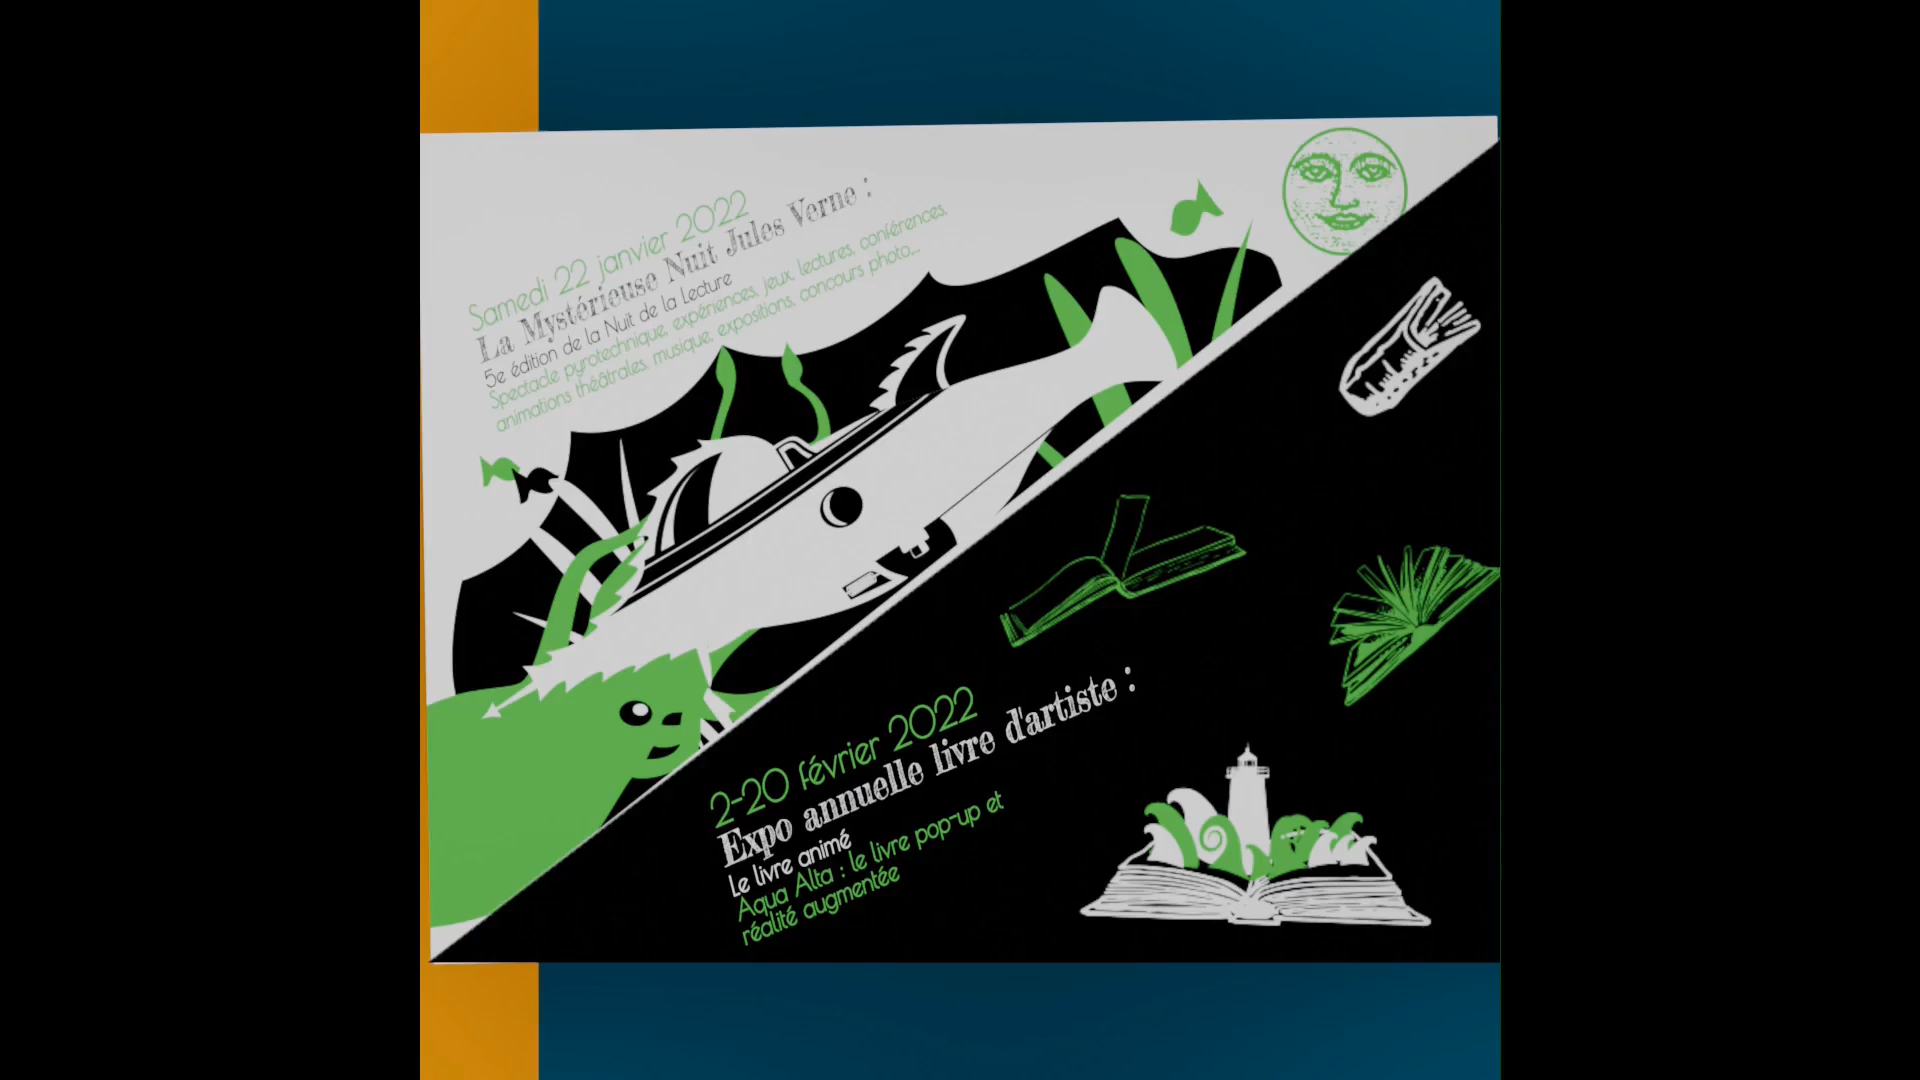 Samedi 22 janvier 2022
La Mystérieuse Nuit Jules Verne :
5e édition de la Nuit de la Lecture
Spectacle pyrotechnique, expériences, jeux, lectures, conférences,
animations théâtrales, musique, expositions, concours photo...
2-20 février 2022
Expo annuelle livre d'artiste :
Le livre animé
Aqua Alta : le livre pop-up et
réalité augmentée